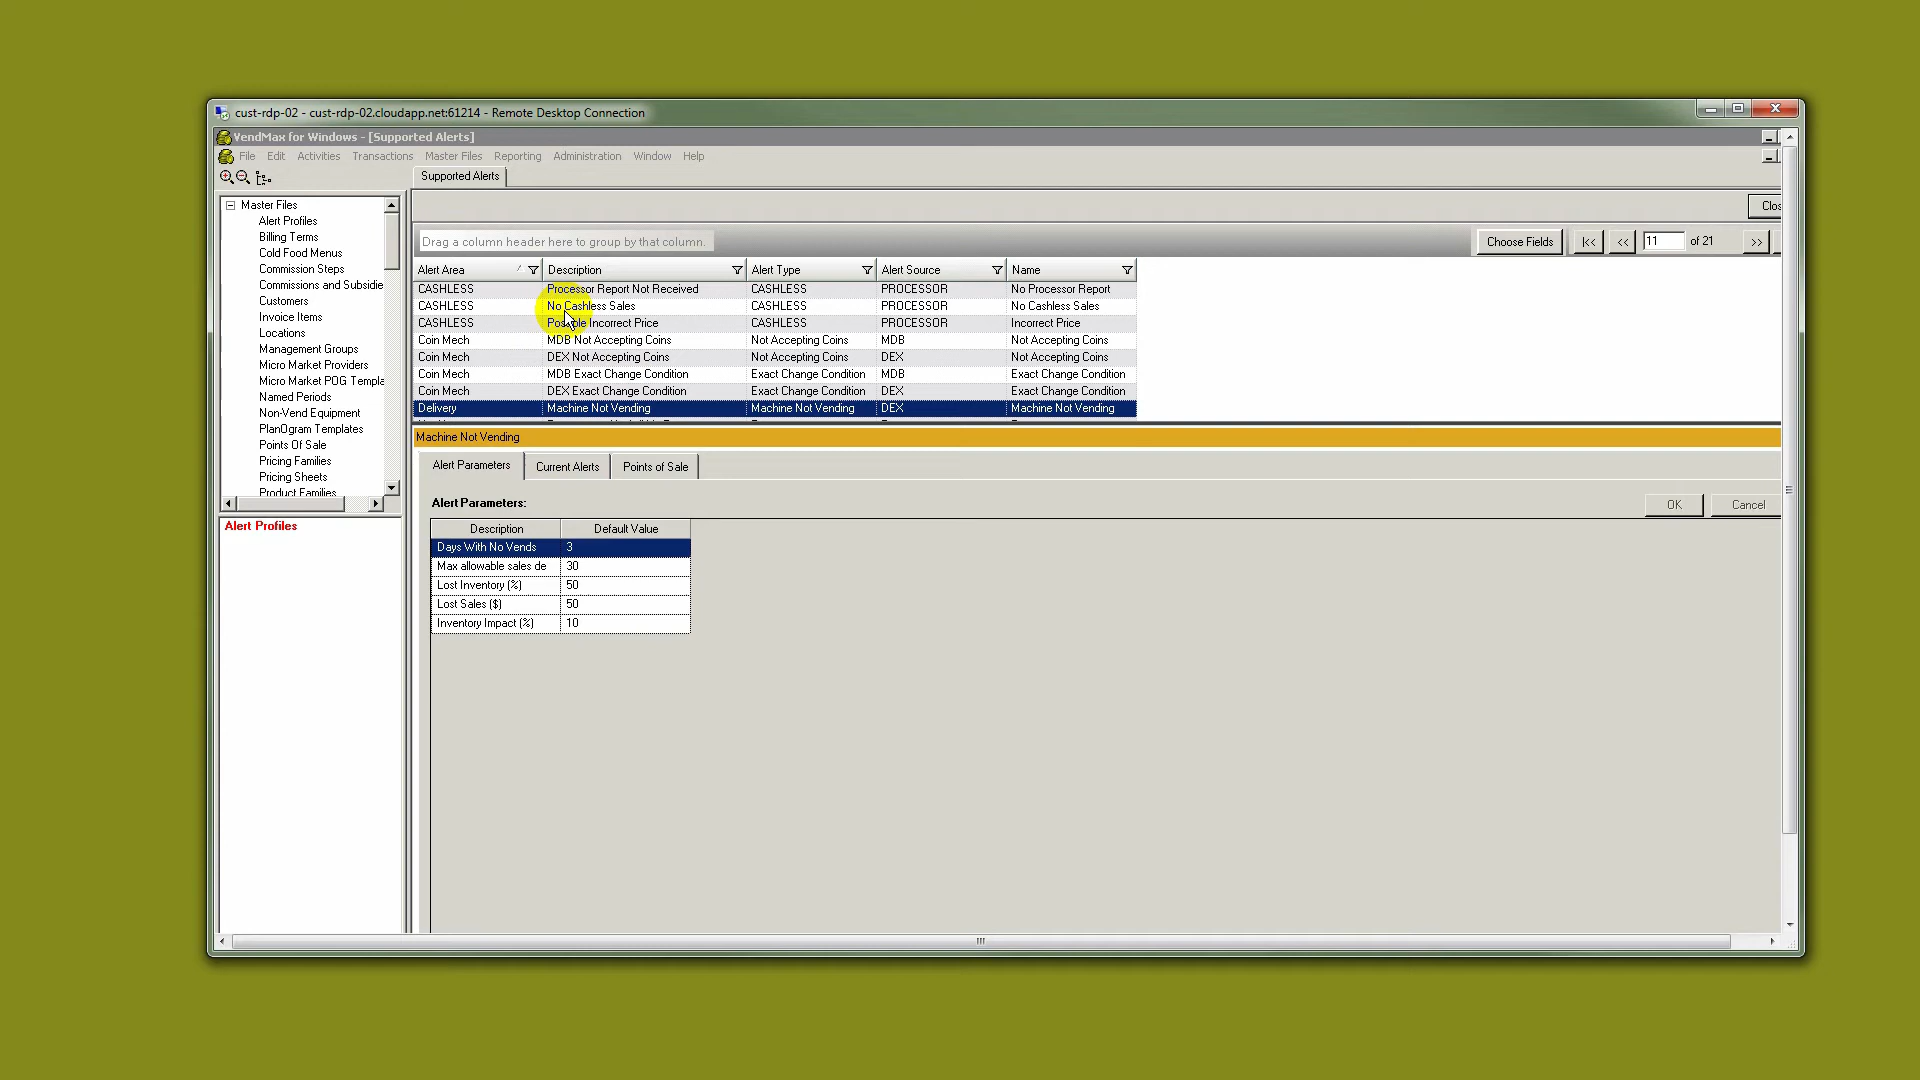 cust-rdp-02 - cust-rdp-02.cloudapp.net:61214 - Remote Desktop Connection
VendMax for Windows - [Supported Alerts]
File Edit Activities Transactions Master Files Reporting Administration Window Help
Supported Alerts
Clos
Drag a column header here to group by that column.
Choose Fields |<< << 11 of 21 >>
Alert Area Description Alert Type Alert Source Name
CASHLESS Processor Report Not Received CASHLESS PROCESSOR No Processor Report
CASHLESS No Cashless Sales CASHLESS PROCESSOR No Cashless Sales
CASHLESS Possible Incorrect Price CASHLESS PROCESSOR Incorrect Price
Coin Mech MDB Not Accepting Coins Not Accepting Coins MDB Not Accepting Coins
Coin Mech DEX Not Accepting Coins Not Accepting Coins DEX Not Accepting Coins
Coin Mech MDB Exact Change Condition Exact Change Condition MDB Exact Change Condition
Coin Mech DEX Exact Change Condition Exact Change Condition DEX Exact Change Condition
Delivery Machine Not Vending Machine Not Vending DEX Machine Not Vending
Master Files
Alert Profiles
Billing Terms
Cold Food Menus
Commission Steps
Commissions and Subsidie
Customers
Invoice Items
Locations
Management Groups
Micro Market Providers
Micro Market POG Templa
Named Periods
Non-Vend Equipment
PlanOgram Templates
Points Of Sale
Pricing Families
Pricing Sheets
Product Families
Alert Profiles
Machine Not Vending
Alert Parameters Current Alerts Points of Sale
Alert Parameters:
OK Cancel
Description Default Value
Days With No Vends 3
Max allowable sales de 30
Lost Inventory (%) 50
Lost Sales ($) 50
Inventory Impact (%) 10